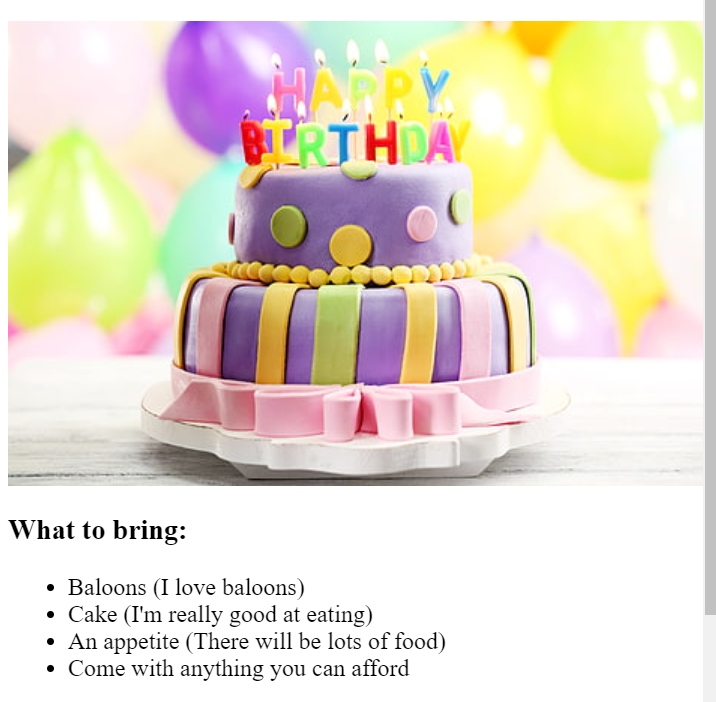 HAPPY
BIRTHDAY
What to bring:
Baloons (I love baloons)
Cake (I'm really good at eating)
An appetite (There will be lots of food)
Come with anything you can afford